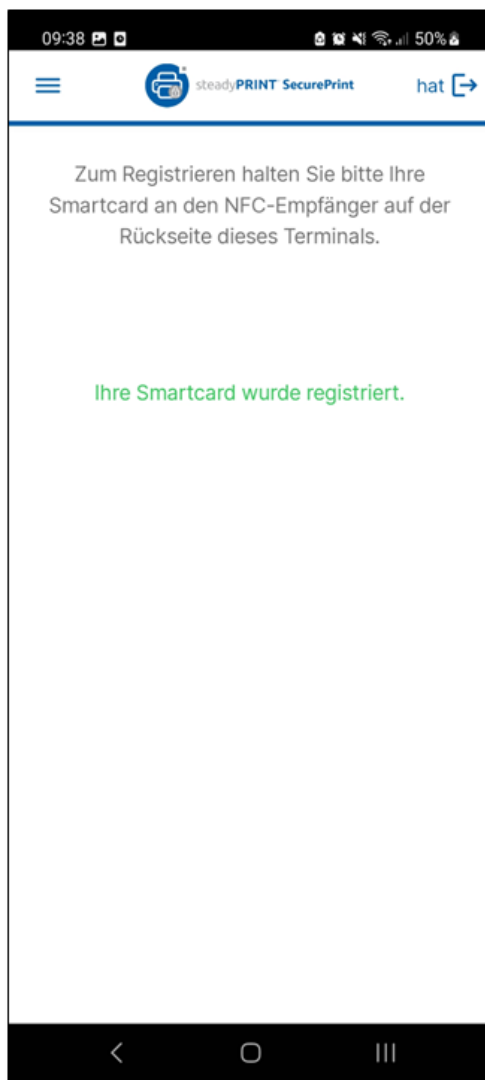 09:38
50%
steadyPRINT SecurePrint
hat
Zum Registrieren halten Sie bitte Ihre
Smartcard an den NFC-Empfänger auf der
Rückseite dieses Terminals.
Ihre Smartcard wurde registriert.